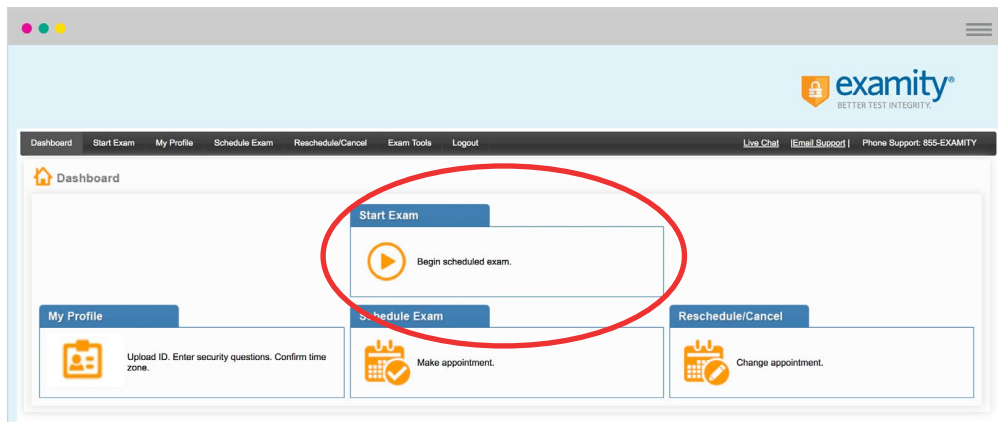 examity®
BETTER TEST INTEGRITY.
Dashboard Start Exam My Profile Schedule Exam Reschedule/Cancel Exam Tools Logout Live Chat |Email Support| Phone Support: 855-EXAMITY
Dashboard
Start Exam
Begin scheduled exam.
My Profile
Upload ID. Enter security questions. Confirm time
zone.
Schedule Exam
Make appointment.
Reschedule/Cancel
Change appointment.